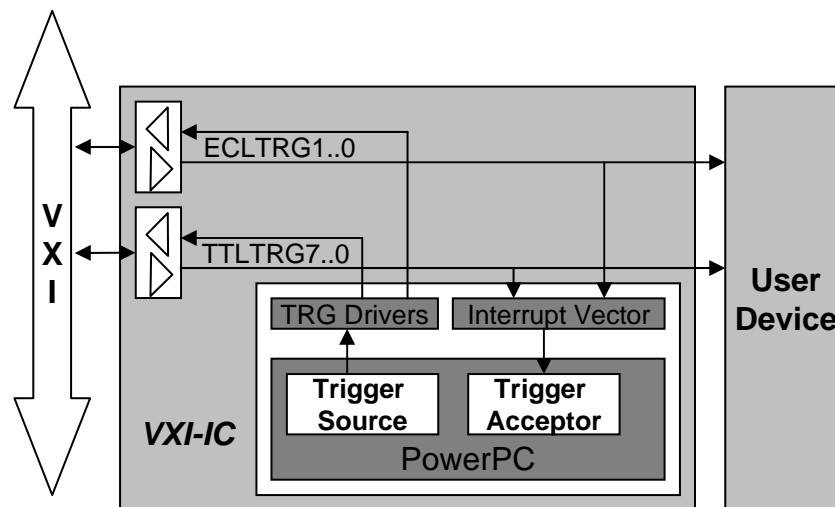 ECLTRG1..0
V
X
I
TTLTRG7..0
User
Device
TRG Drivers
Interrupt Vector
Trigger
Source
Trigger
Acceptor
VXI-IC
PowerPC